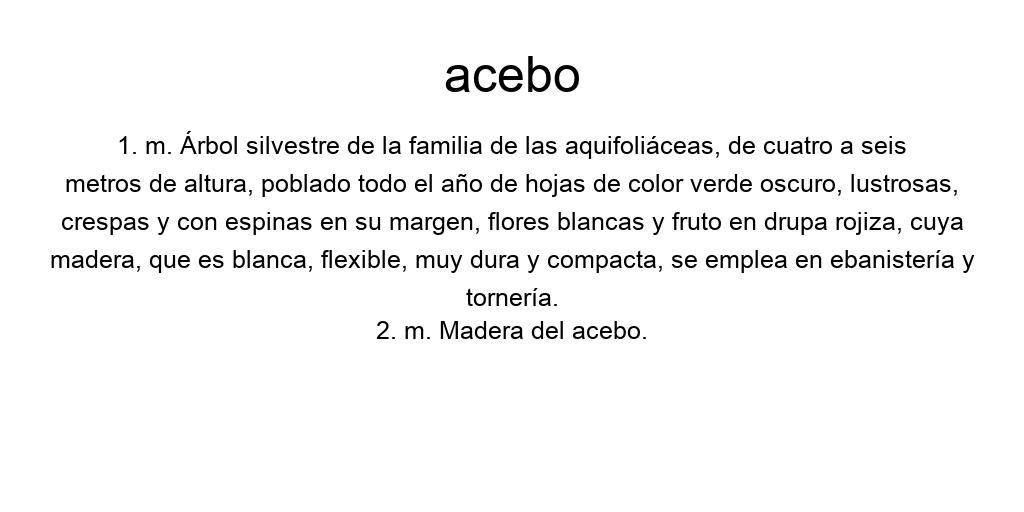 acebo
1. m. Árbol silvestre de la familia de las aquifoliáceas, de cuatro a seis
metros de altura, poblado todo el año de hojas de color verde oscuro, lustrosas,
crespas y con espinas en su margen, flores blancas y fruto en drupa rojiza, cuya
madera, que es blanca, flexible, muy dura y compacta, se emplea en ebanistería y
tornería.
2. m. Madera del acebo.